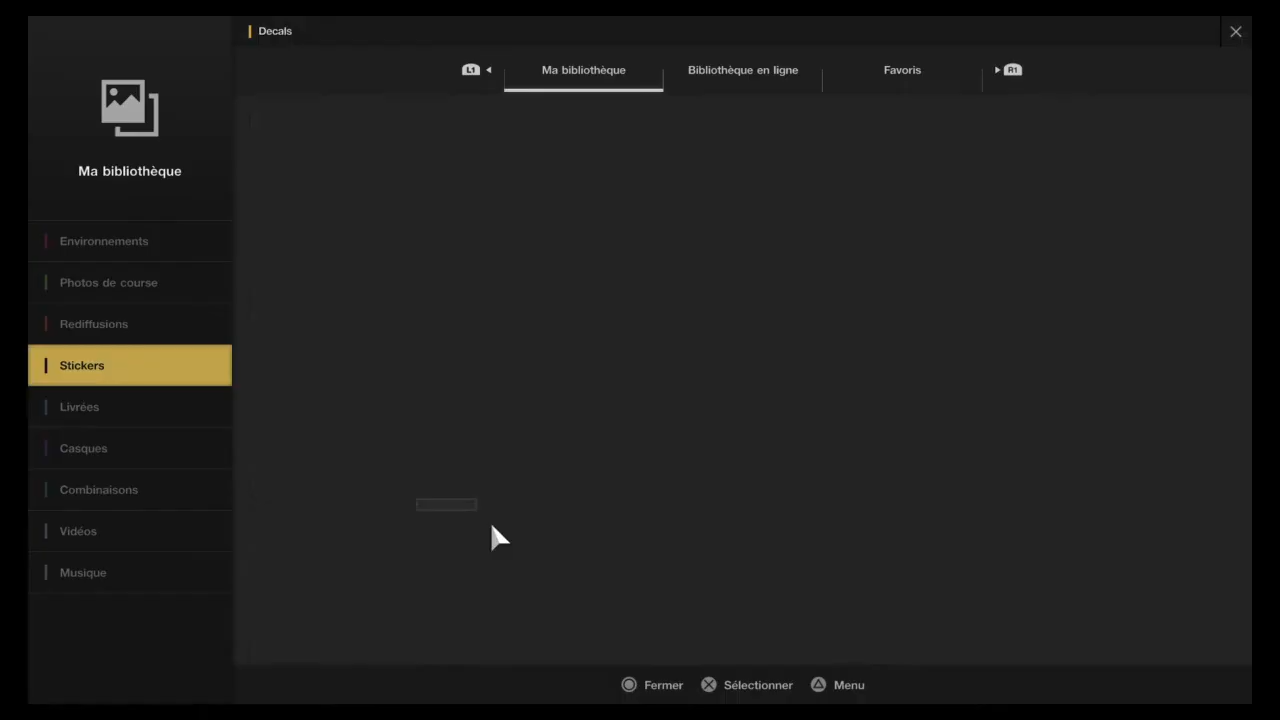 Decals
L1
Ma bibliothèque
Bibliothèque en ligne
Favoris
R1
Ma bibliothèque
Environnements
Photos de course
Rediffusions
Stickers
Livrées
Casques
Combinaisons
Vidéos
Musique
Fermer
Sélectionner
Menu